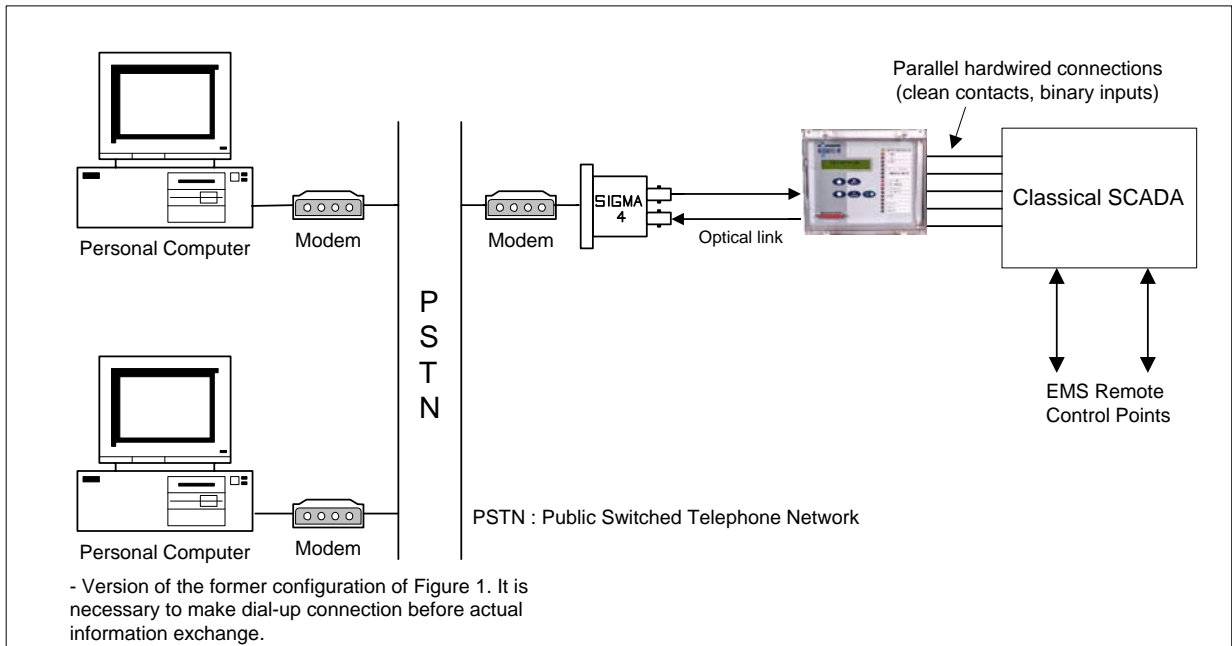 Parallel hardwired connections
(clean contacts, binary inputs)
SIGMA
4
Classical SCADA
Personal Computer
Modem
Modem
Optical link
P
S
T
N
EMS Remote
Control Points
PSTN : Public Switched Telephone Network
Personal Computer
Modem
- Version of the former configuration of Figure 1. It is
necessary to make dial-up connection before actual
information exchange.